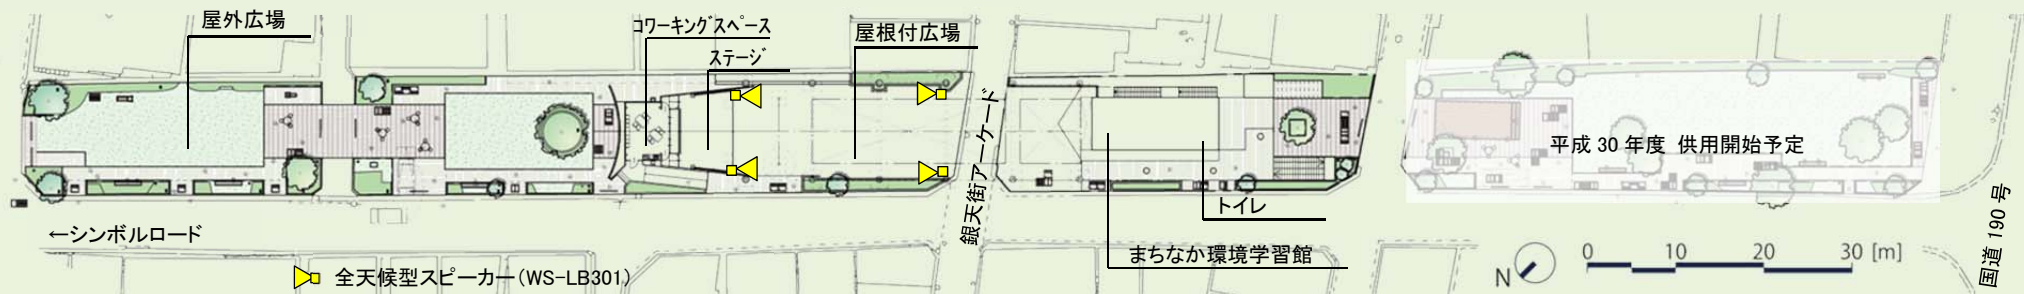 屋外広場
コワーキングスペース
ステージ
屋根付広場
銀天街アーケード
平成 30 年度 供用開始予定
トイレ
まちなか環境学習館
国道 190 号
←シンボルロード
全天候型スピーカー（WS-LB301）
N
0 10 20 30 [m]